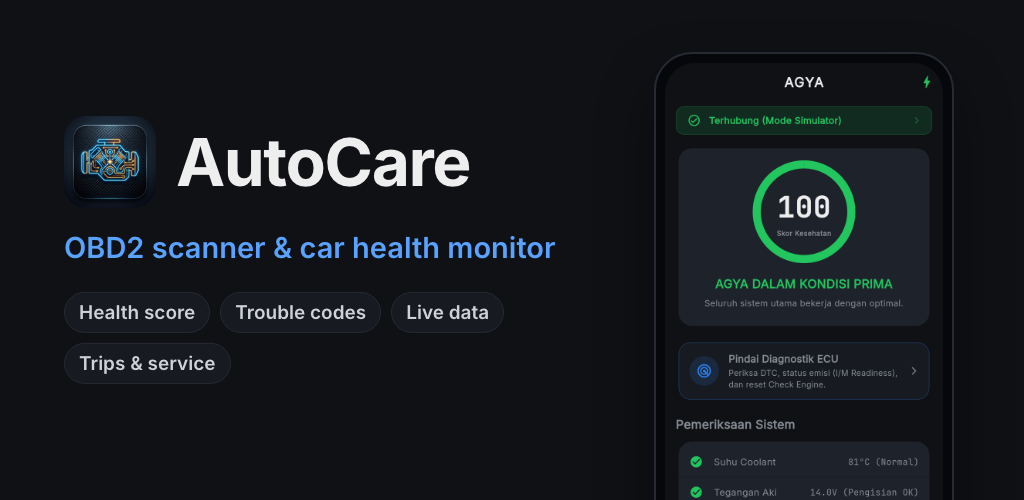 AutoCare
OBD2 scanner & car health monitor
Health score
Trouble codes
Live data
Trips & service
AGYA
Terhubung (Mode Simulator)
100
Skor Kesehatan
AGYA DALAM KONDISI PRIMA
Seluruh sistem utama bekerja dengan optimal.
Pindai Diagnostik ECU
Periksa DTC, status emisi (I/M Readiness),
dan reset Check Engine.
Pemeriksaan Sistem
Suhu Coolant 81°C (Normal)
Tegangan Aki 14.0V (Pengisian OK)